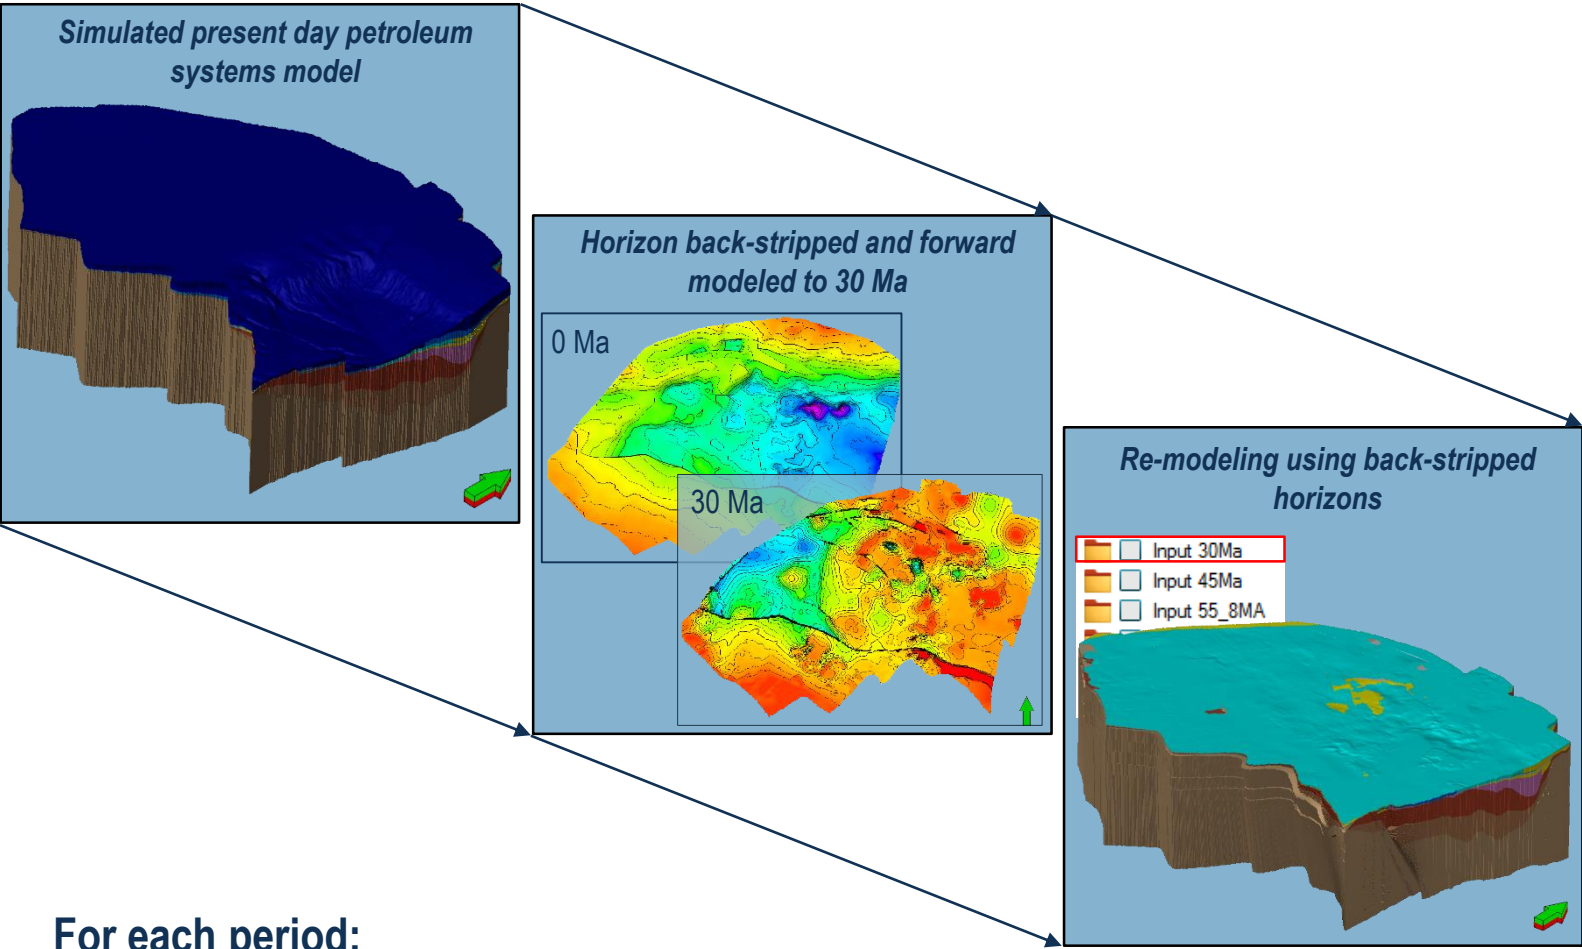 Simulated present day petroleum
systems model
Horizon back-stripped and forward
modeled to 30 Ma
0 Ma
30 Ma
Re-modeling using back-stripped
horizons
Input 30Ma
Input 45Ma
Input 55_8MA
For each period: